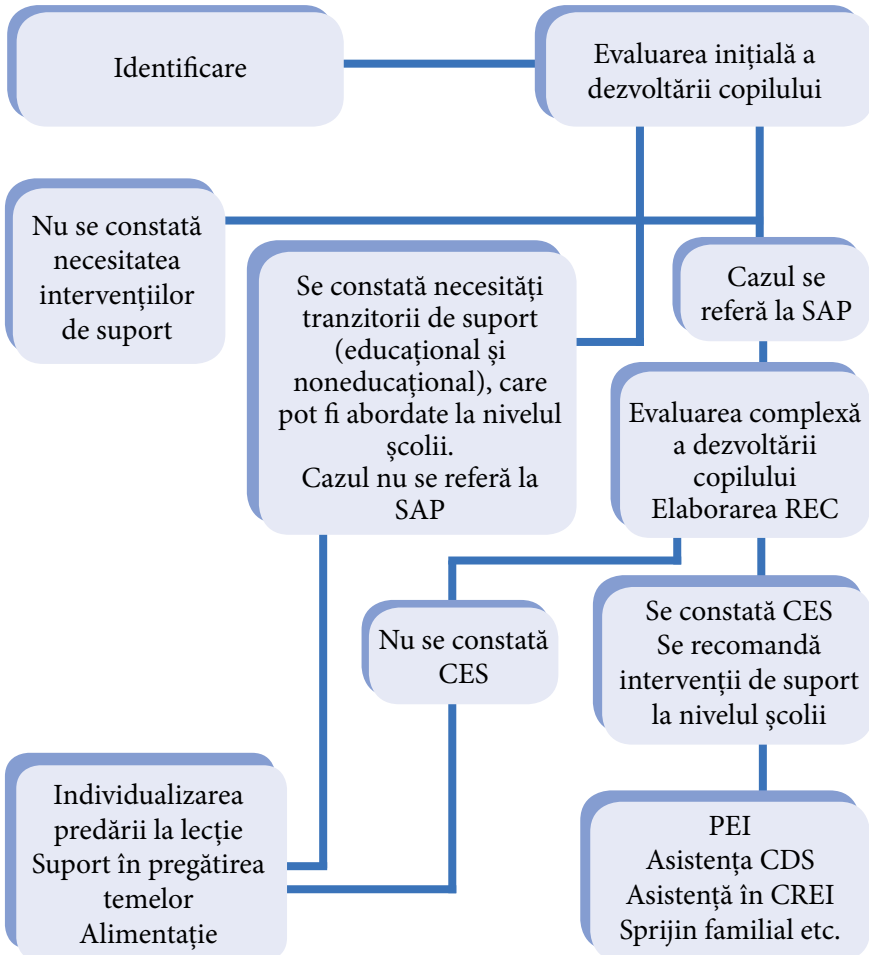 Identificare
Evaluarea inițială a
dezvoltării copilului
Nu se constată
necesitatea
intervențiilor
de suport
Se constată necesități
tranzitorii de suport
(educațional și
noneducațional), care
pot fi abordate la nivelul
școlii.
Cazul nu se referă la
SAP
Cazul se
referă la SAP
Evaluarea complexă
a dezvoltării
copilului
Elaborarea REC
Nu se constată
CES
Se constată CES
Se recomandă
intervenții de suport
la nivelul școlii
Individualizarea
predării la lecție
Suport în pregătirea
temelor
Alimentație
PEI
Asistența CDS
Asistență în CREI
Sprijin familial etc.